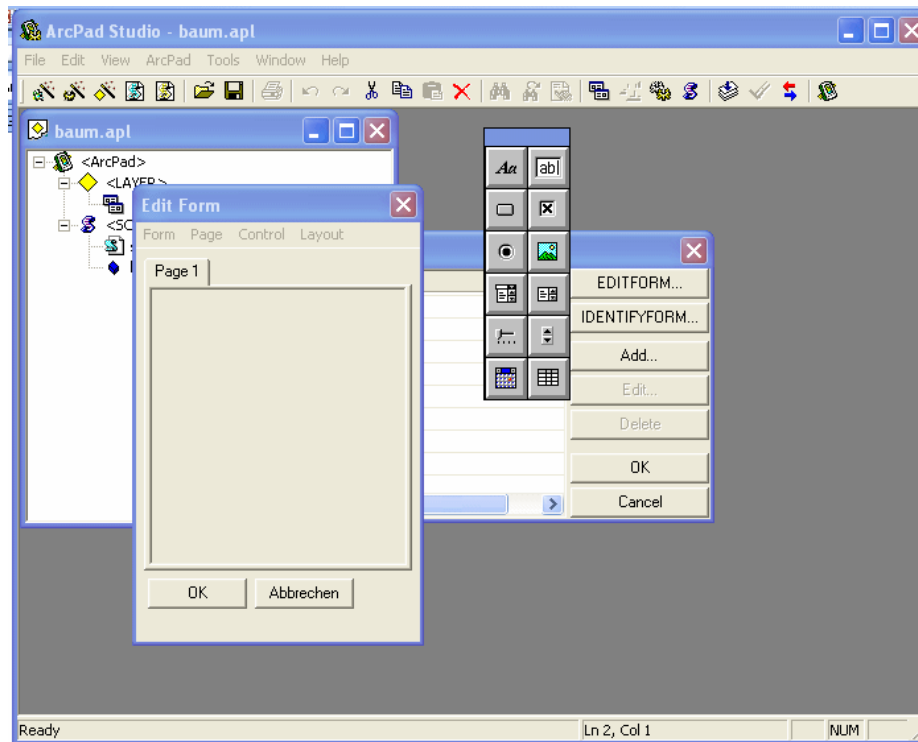 ArcPad Studio - baum.apl
File Edit View ArcPad Tools Window Help
baum.apl
<ArcPad>
<LAYER>
<SC
Edit Form
Form Page Control Layout
Page 1
OK Abbrechen
Aa ab
EDITFORM...
IDENTIFYFORM...
Add...
Edit...
Delete
OK
Cancel
Ready Ln 2, Col 1 NUM